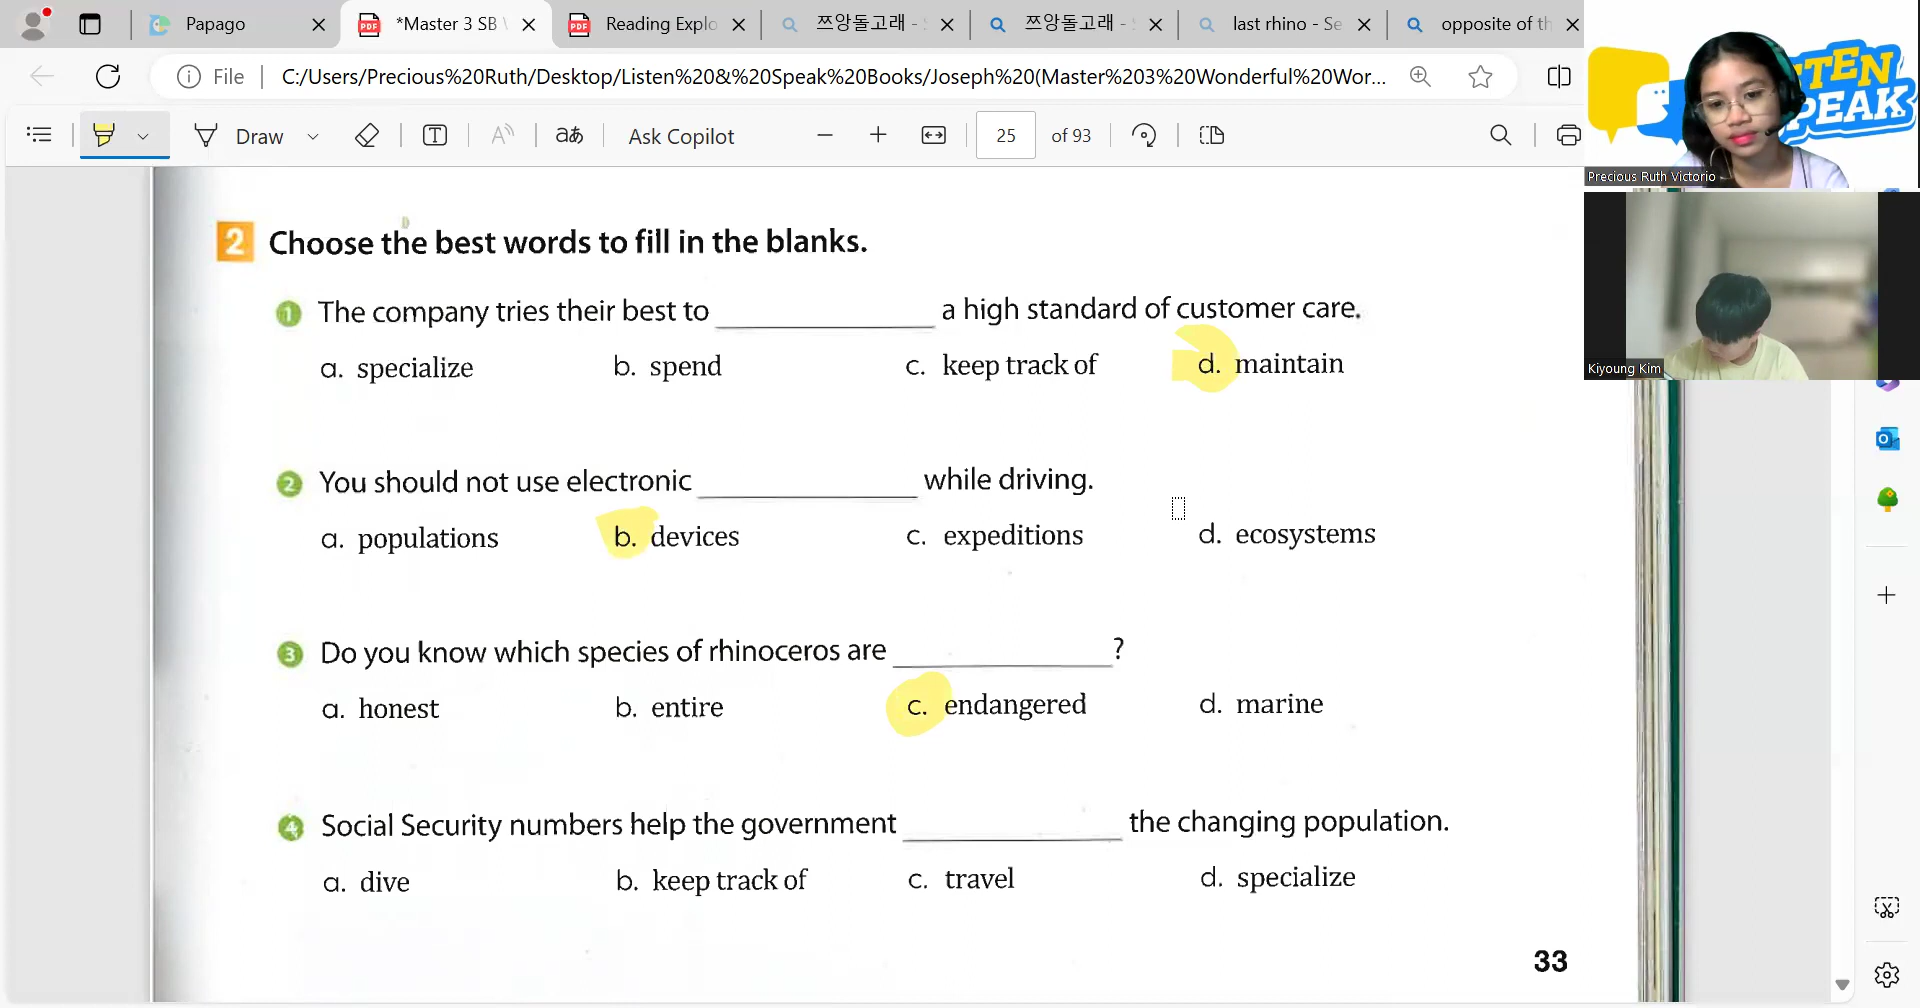 Papago
*Master 3 SB \
Reading Explo
쯔앙돌고래 - S
쯔앙돌고래 - S
last rhino - Se
opposite of th
File
C:/Users/Precious%20Ruth/Desktop/Listen%20&%20Speak%20Books/Joseph%20(Master%203%20Wonderful%20Wor...
Draw
aあ
Ask Copilot
25
of 93
TEN
PEAK
Precious Ruth Victorio
Kiyoung Kim
2 Choose the best words to fill in the blanks.
1 The company tries their best to ____________ a high standard of customer care.
a. specialize b. spend c. keep track of d. maintain
2 You should not use electronic ____________ while driving.
a. populations b. devices c. expeditions d. ecosystems
3 Do you know which species of rhinoceros are ____________ ?
a. honest b. entire c. endangered d. marine
4 Social Security numbers help the government ____________ the changing population.
a. dive b. keep track of c. travel d. specialize
33